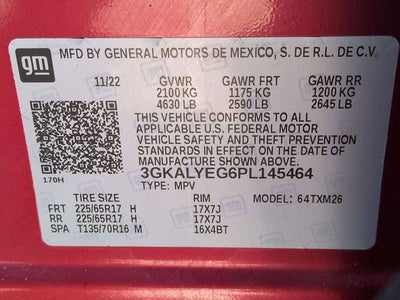 gm MFD BY GENERAL MOTORS DE MEXICO, S. DE R.L. DE C.V.
11/22 GVWR GAWR FRT GAWR RR
2100 KG 1175 KG 1200 KG
4630 LB 2590 LB 2645 LB
THIS VEHICLE CONFORMS TO ALL
APPLICABLE U.S. FEDERAL MOTOR
VEHICLE SAFETY AND THEFT PREVENTION
STANDARDS IN EFFECT ON THE DATE OF
MANUFACTURE SHOWN ABOVE.
170H 3GKALYEG6PL145464
TYPE: MPV
TIRE SIZE RIM MODEL: 64TXM26
FRT 225/65R17 H 17X7J
RR 225/65R17 H 17X7J
SPA T135/70R16 M 16X4BT